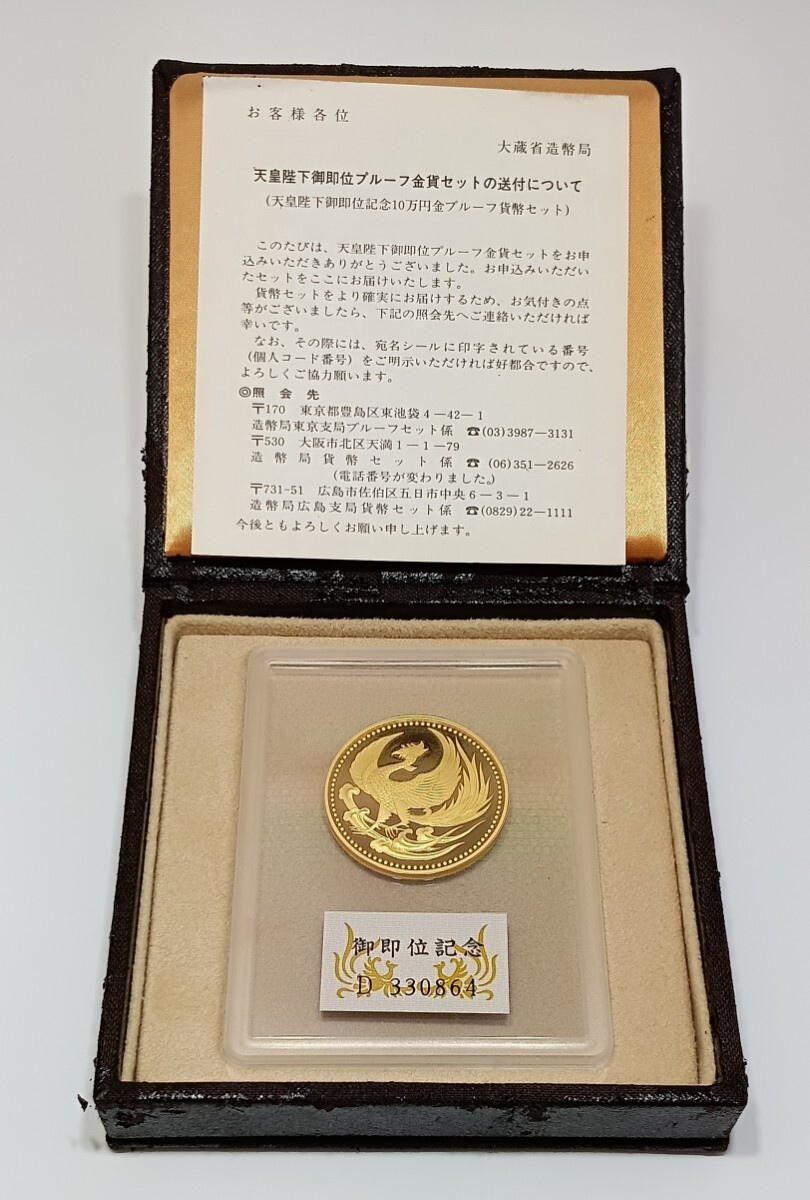 お客様各位
大蔵省造幣局
天皇陛下御即位プルーフ金貨セットの送付について
(天皇陛下御即位記念10万円金プルーフ貨幣セット)
このたびは、天皇陛下御即位プルーフ金貨セットをお申
込みいただきありがとうございました。お申込みいただい
たセットをここにお届けいたします。
貨幣セットをより確実にお届けするため、お気付きの点
等がございましたら、下記の照会先へご連絡いただければ
幸いです。
なお、その際には、宛名シールに印字されている番号
(個人コード番号)をご明示いただければ好都合ですので、
よろしくご協力願います。
◎照会先
〒170 東京都豊島区東池袋4－42－1
造幣局東京支局プルーフセット係 ☎(03)3987－3131
〒530 大阪市北区天満1－1－79
造幣局貨幣セット係 ☎(06)351－2626
(電話番号が変わりました。)
〒731-51 広島市佐伯区五日市中央6－3－1
造幣局広島支局貨幣セット係 ☎(0829)22－1111
今後ともよろしくお願い申し上げます。
御即位記念
D 330864